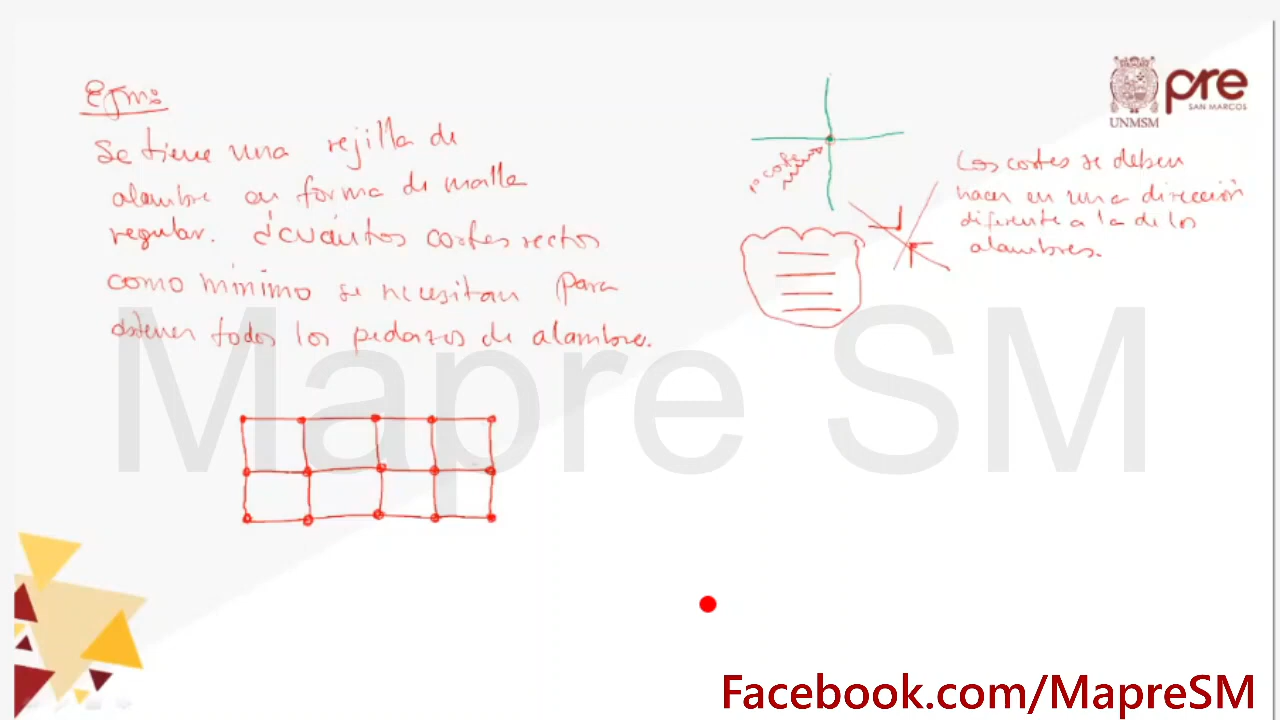 Ejm:
Se tiene una rejilla de
alambre en forma de malla
regular. ¿cuántos cortes rectos
como mínimo se necesitan para
obtener todos los pedazos de alambre.
Los cortes se deben
hacer en una dirección
diferente a la de los
alambres.
pre
SAN MARCOS
UNMSM
Mapre SM
Facebook.com/MapreSM